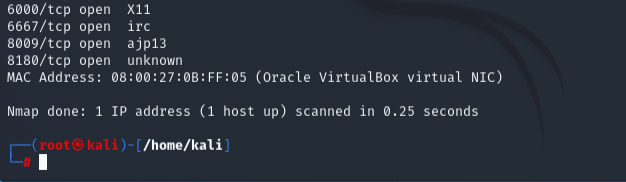 6000/tcp open  X11
6667/tcp open  irc
8009/tcp open  ajp13
8180/tcp open  unknown
MAC Address: 08:00:27:0B:FF:05 (Oracle VirtualBox virtual NIC)
Nmap done: 1 IP address (1 host up) scanned in 0.25 seconds
┌──(root㉿kali)-[/home/kali]
└─#